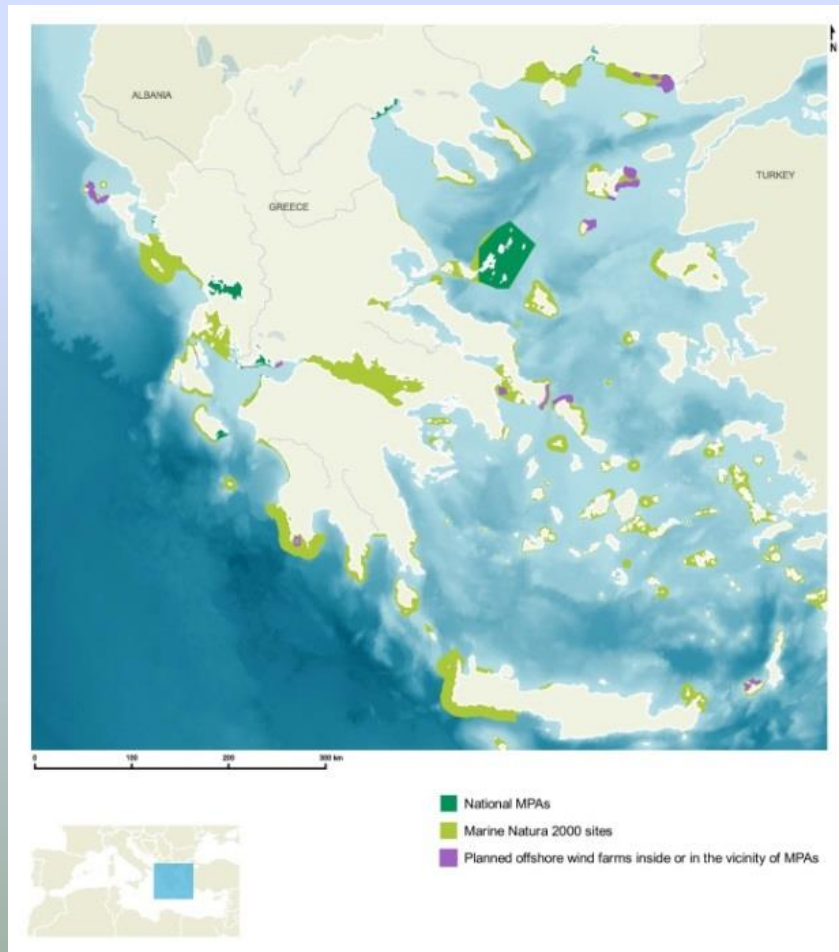 N
ALBANIA
TURKEY
GREECE
0 100 200 300 km
National MPAs
Marine Natura 2000 sites
Planned offshore wind farms inside or in the vicinity of MPAs